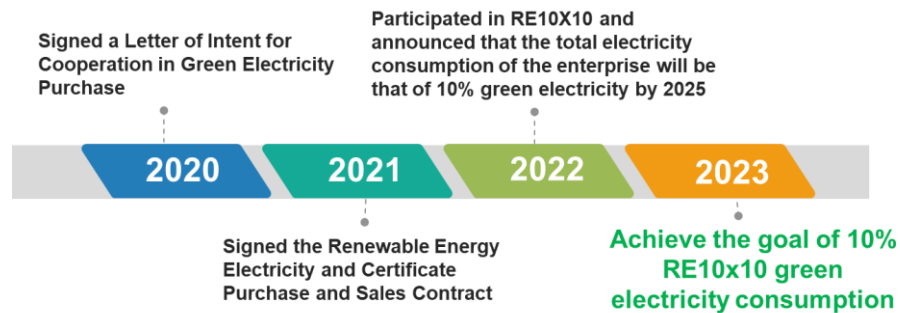 Signed a Letter of Intent for
Cooperation in Green Electricity
Purchase
Participated in RE10X10 and
announced that the total electricity
consumption of the enterprise will be
that of 10% green electricity by 2025
2020
2021
2022
2023
Signed the Renewable Energy
Electricity and Certificate
Purchase and Sales Contract
Achieve the goal of 10%
RE10x10 green
electricity consumption